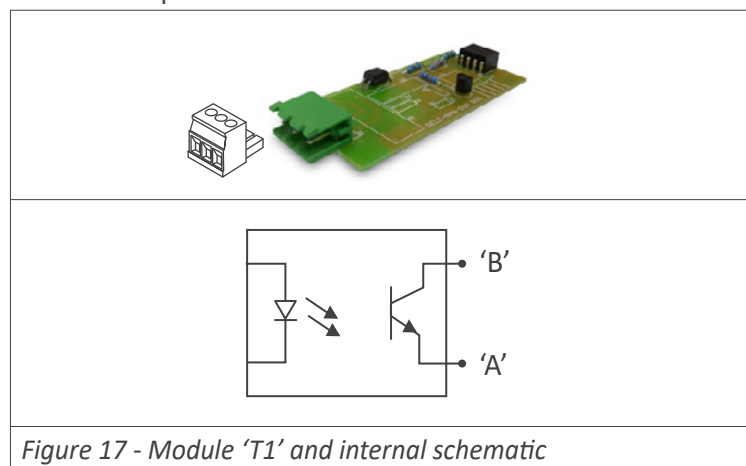 'B'
'A'
Figure 17 - Module 'T1' and internal schematic